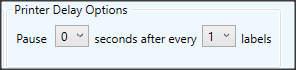 Printer Delay Options
Pause 0 seconds after every 1 labels